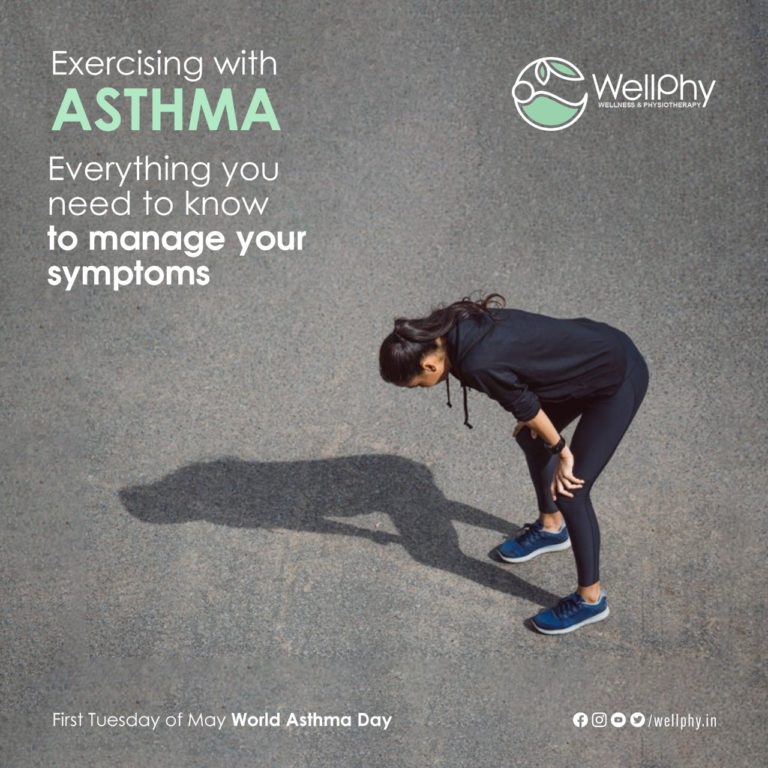 Exercising with
ASTHMA
Everything you
need to know
to manage your
symptoms
WellPhy
WELLNESS & PHYSIOTHERAPY
First Tuesday of May World Asthma Day
/wellphy.in